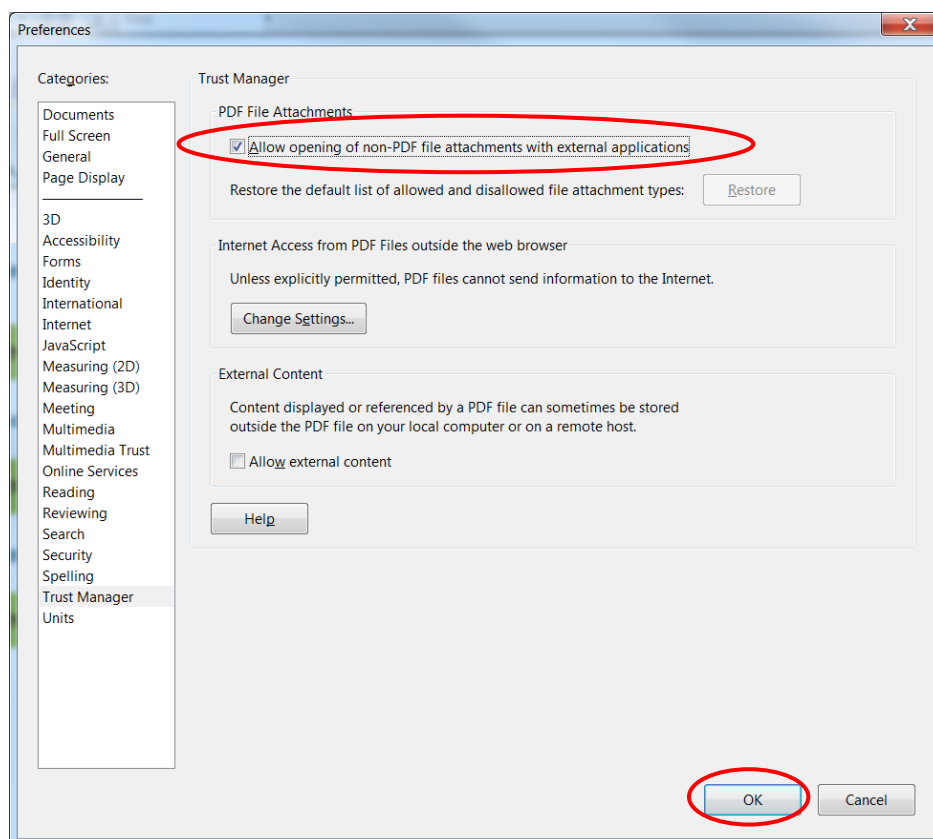 Preferences
Categories:
Documents
Full Screen
General
Page Display
3D
Accessibility
Forms
Identity
International
Internet
JavaScript
Measuring (2D)
Measuring (3D)
Meeting
Multimedia
Multimedia Trust
Online Services
Reading
Reviewing
Search
Security
Spelling
Trust Manager
Units
Trust Manager
PDF File Attachments
Allow opening of non-PDF file attachments with external applications
Restore the default list of allowed and disallowed file attachment types:
Restore
Internet Access from PDF Files outside the web browser
Unless explicitly permitted, PDF files cannot send information to the Internet.
Change Settings...
External Content
Content displayed or referenced by a PDF file can sometimes be stored
outside the PDF file on your local computer or on a remote host.
Allow external content
Help
OK
Cancel